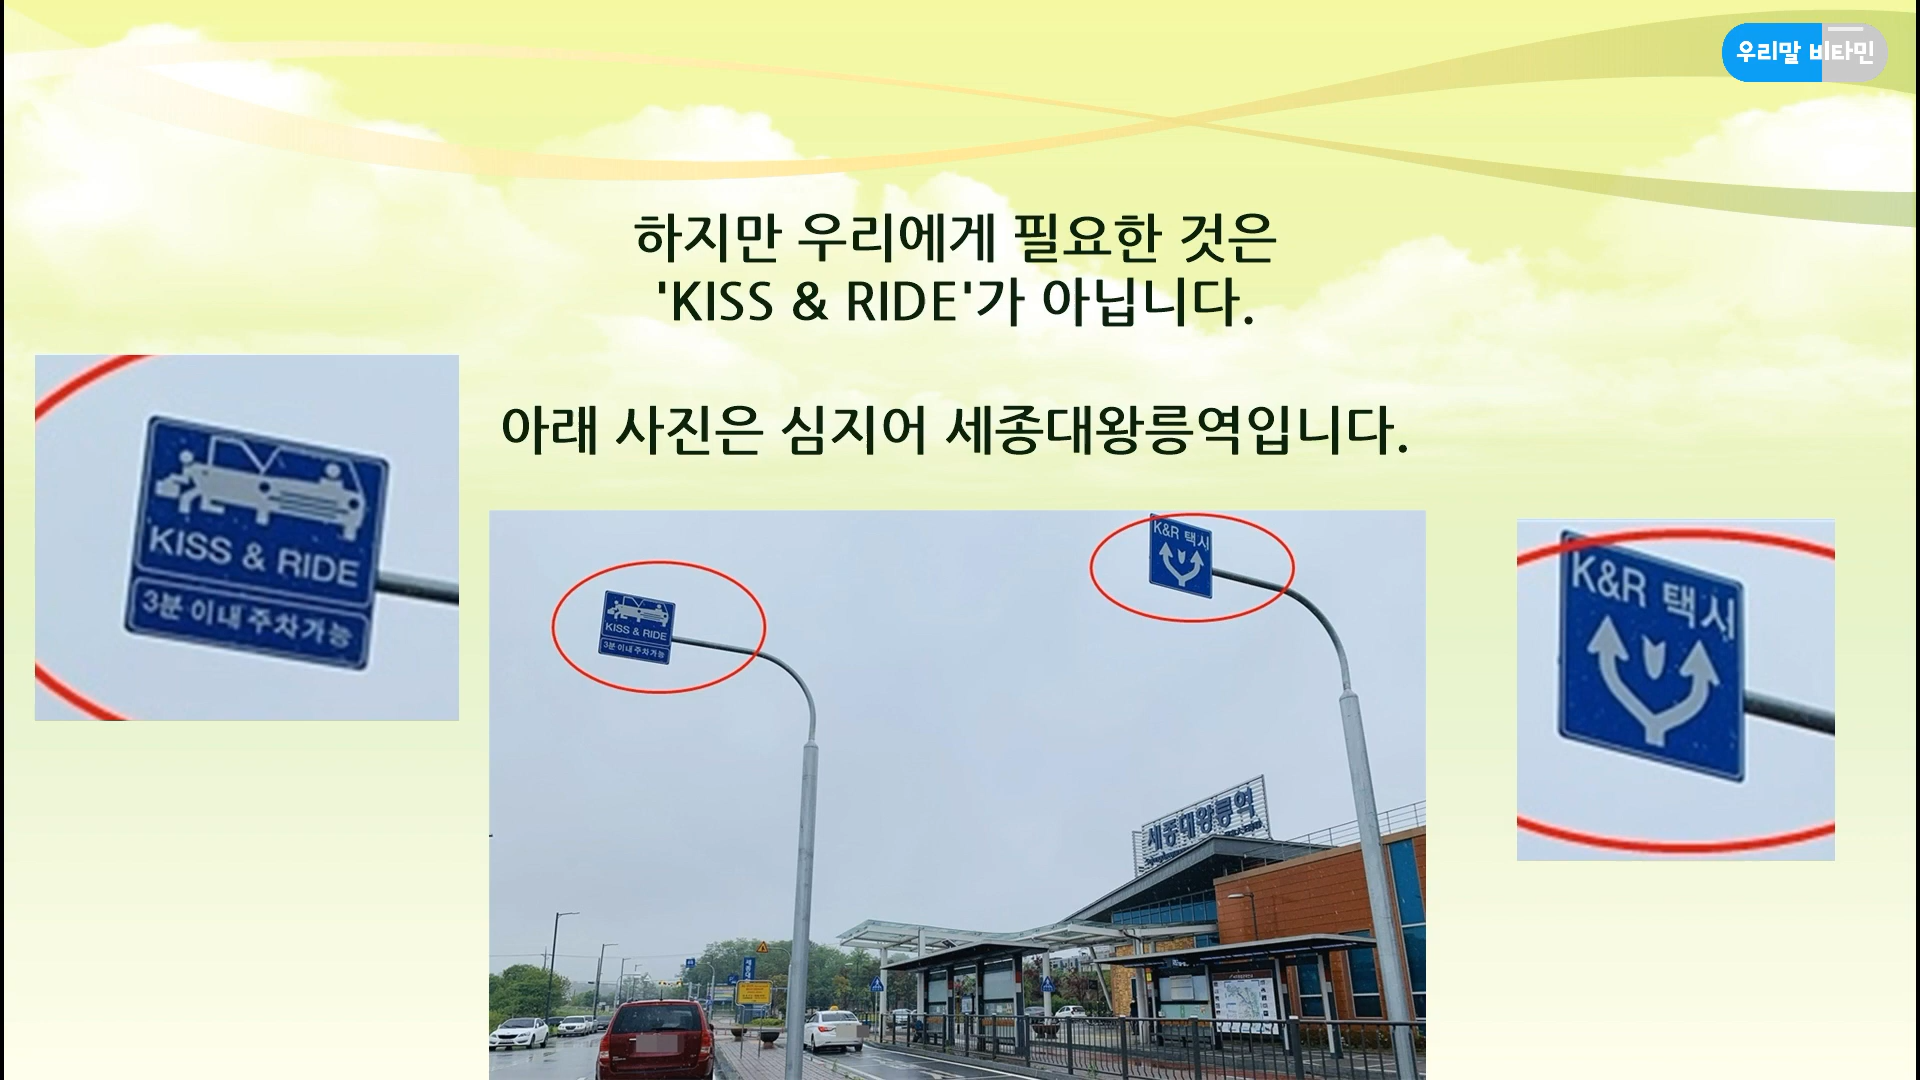 우리말 비타민
하지만 우리에게 필요한 것은
'KISS & RIDE'가 아닙니다.
아래 사진은 심지어 세종대왕릉역입니다.
KISS & RIDE
3분 이내 주차가능
KISS & RIDE
3분 이내 주차가능
K&R 택시
세종대왕릉역
K&R 택시